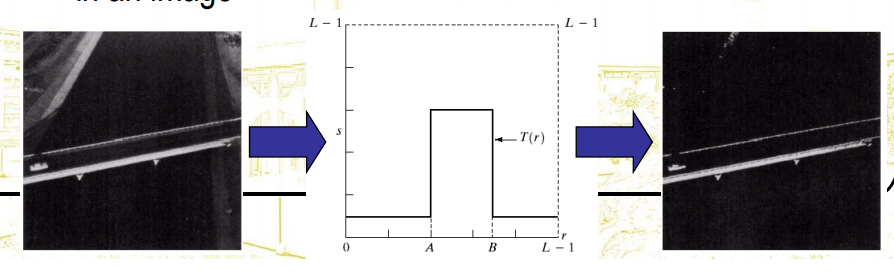 in an image
L – 1
L – 1
s
T(r)
r
0
A
B
L – 1